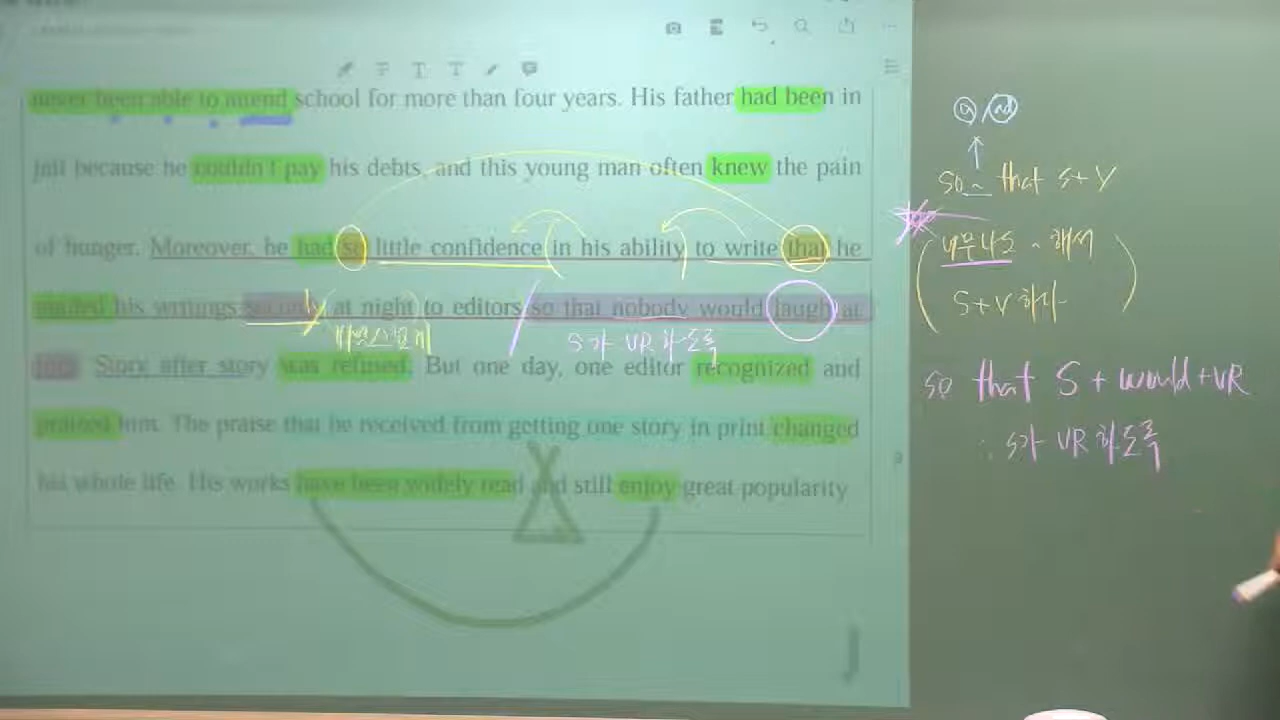 never been able to attend school for more than four years. His father had been in
jail because he couldn't pay his debts, and this young man often knew the pain
of hunger. Moreover, he had so little confidence in his ability to write that he
mailed his writings secretly at night to editors so that nobody would laugh at
비밀스럽게
S가 VR 하도록
him. Story after story was refused. But one day, one editor recognized and
praised him. The praise that he received from getting one story in print changed
his whole life. His works have been widely read and still enjoy great popularity
ⓐ / ad
so ~ that S+V
너무나도 ~ 해서
S+V 하다
so that S + would + VR
: S가 VR 하도록